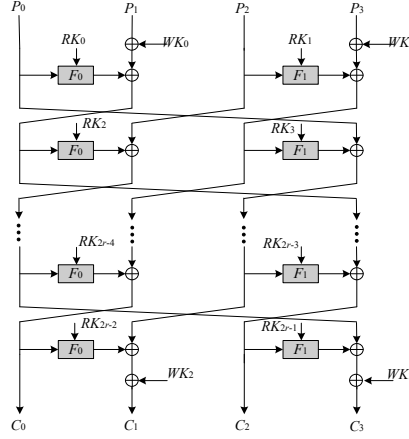 P0 P1 P2 P3
RK0 WK0 RK1 WK
F0 F1
RK2 RK3
F0 F1
RK2r-4 RK2r-3
F0 F1
RK2r-2 RK2r-1
F0 F1
WK2 WK
C0 C1 C2 C3